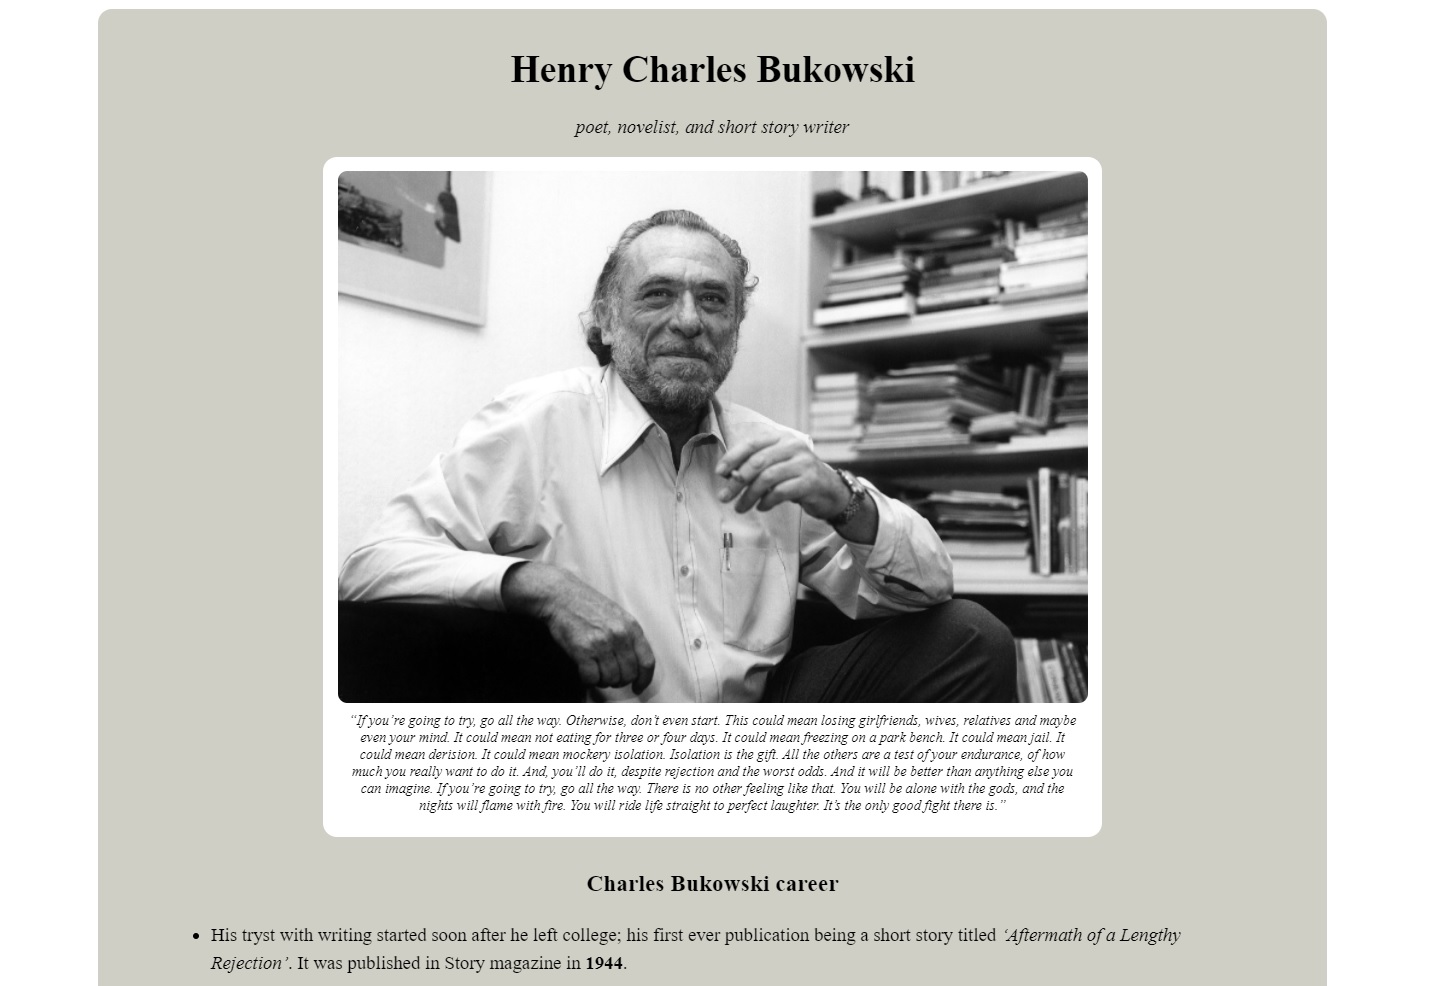 Henry Charles Bukowski
poet, novelist, and short story writer
“If you’re going to try, go all the way. Otherwise, don’t even start. This could mean losing girlfriends, wives, relatives and maybe
even your mind. It could mean not eating for three or four days. It could mean freezing on a park bench. It could mean jail. It
could mean derision. It could mean mockery isolation. Isolation is the gift. All the others are a test of your endurance, of how
much you really want to do it. And, you’ll do it, despite rejection and the worst odds. And it will be better than anything else you
can imagine. If you’re going to try, go all the way. There is no other feeling like that. You will be alone with the gods, and the
nights will flame with fire. You will ride life straight to perfect laughter. It’s the only good fight there is.”
Charles Bukowski career
• His tryst with writing started soon after he left college; his first ever publication being a short story titled ‘Aftermath of a Lengthy
Rejection’. It was published in Story magazine in 1944.